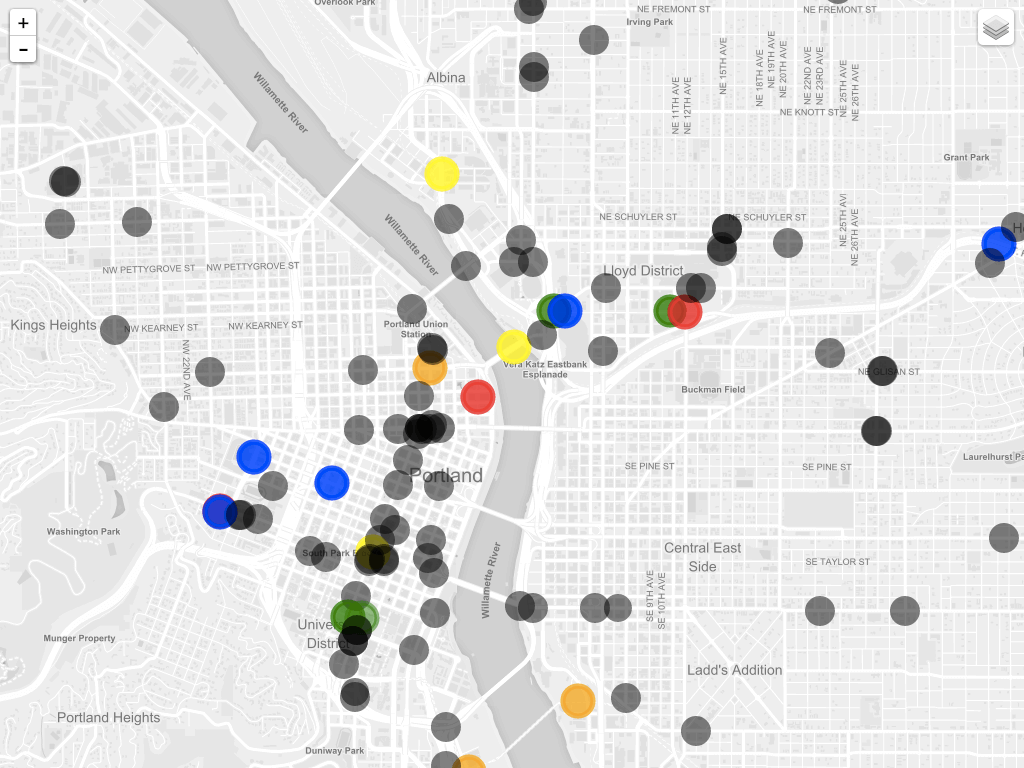 Overlook Park
NE FREMONT ST
NE FREMONT ST
Irving Park
+
−
Albina
Willamette River
NE 11TH AVE
NE 12TH AVE
NE 15TH AVE
NE 18TH AVE
NE 19TH AVE
NE 20TH AVE
NE 22ND AVE
NE 23RD AVE
NE 25TH AVE
NE 26TH AVE
NE KNOTT ST
Grant Park
NE SCHUYLER ST
NE SCHUYLER ST
NE 25TH AVI
NE 26TH AVE
Willamette River
NW PETTYGROVE ST
NW PETTYGROVE ST
Lloyd District
Kings Heights
NW KEARNEY ST
NW KEARNEY ST
Portland Union
Station
NW 22ND AVE
Vera Katz Eastbank
Esplanade
NE GLISAN ST
Buckman Field
Portland
SE PINE ST
SE PINE ST
Laurelhurst Pa
Washington Park
South Park
Central East
Side
SE TAYLOR ST
Willamette River
SE 9TH AVE
SE 10TH AVE
Univer
District
Munger Property
Ladd's Addition
Portland Heights
Duniway Park